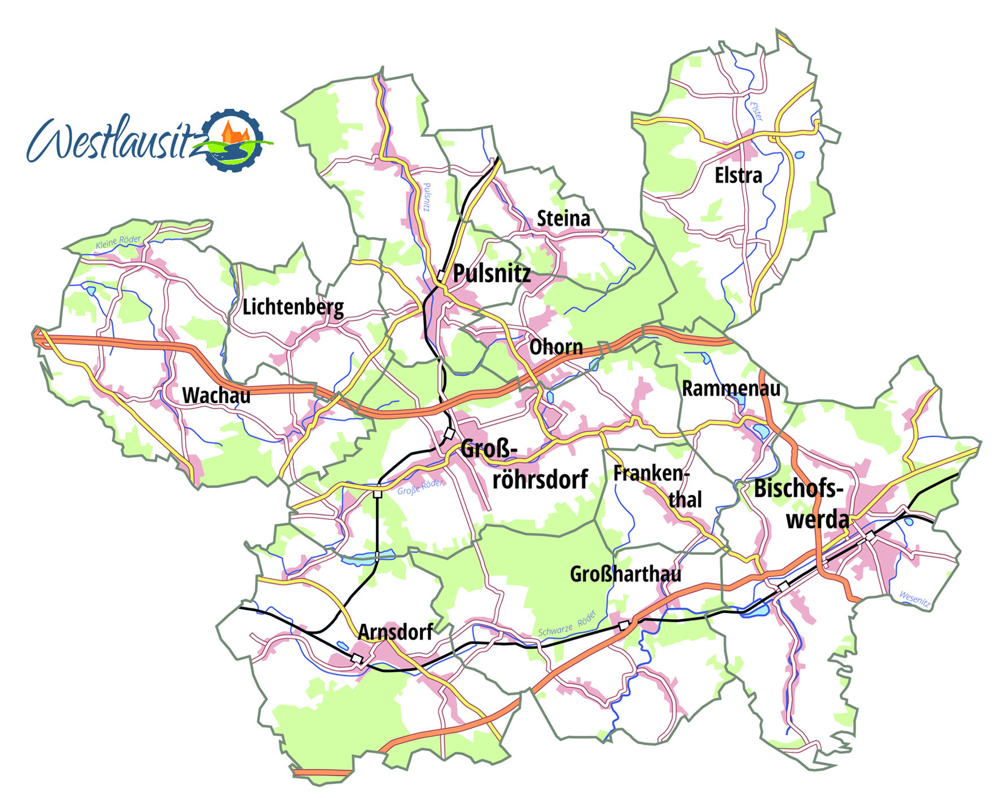 Westlausitz
Elster
Elstra
Pulsnitz
Steina
Kleine Röder
Pulsnitz
Lichtenberg
Ohorn
Rammenau
Wachau
Groß-
röhrsdorf
Franken-
thal
Große Röder
Bischofs-
werda
Großharthau
Wesenitz
Schwarze Röder
Arnsdorf